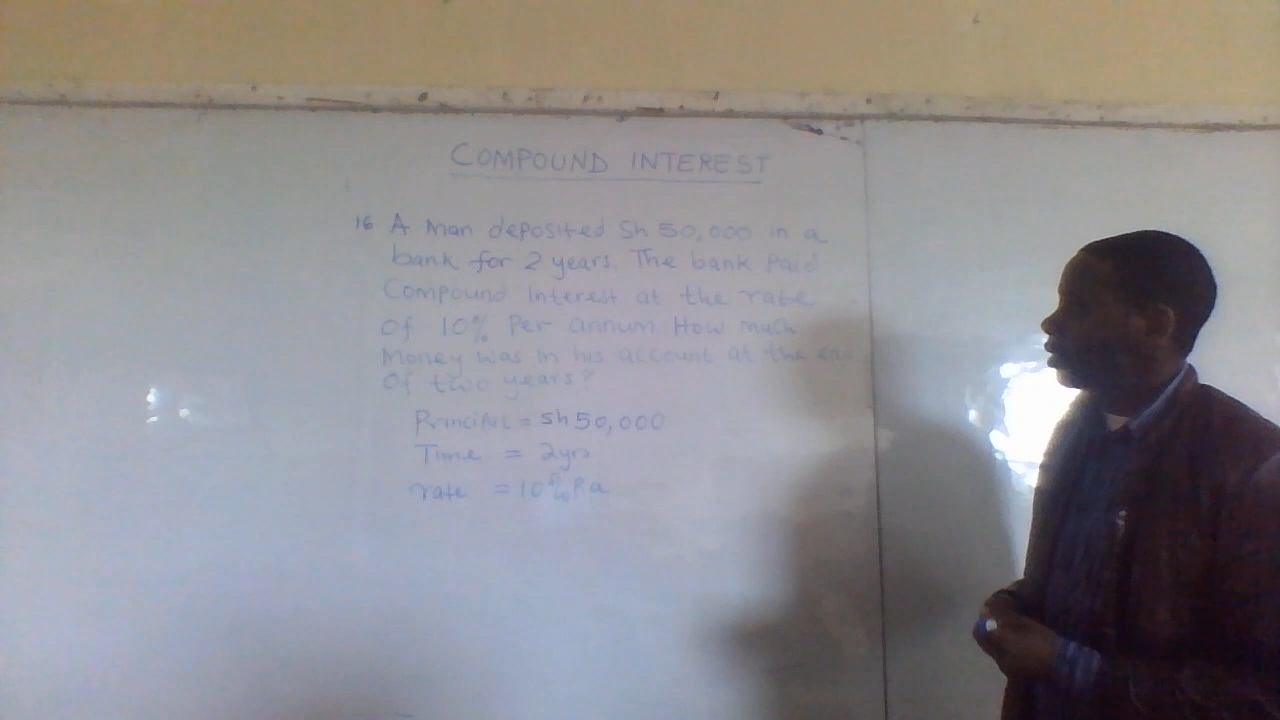 COMPOUND INTEREST
16 A Man deposited Sh 50,000 in a
bank for 2 years. The bank paid
Compound Interest at the rate
Of 10% Per annum How much
Money was in his account at the end
Of two years?
Principal = Sh 50,000
Time = 2yrs
rate = 10% Pa